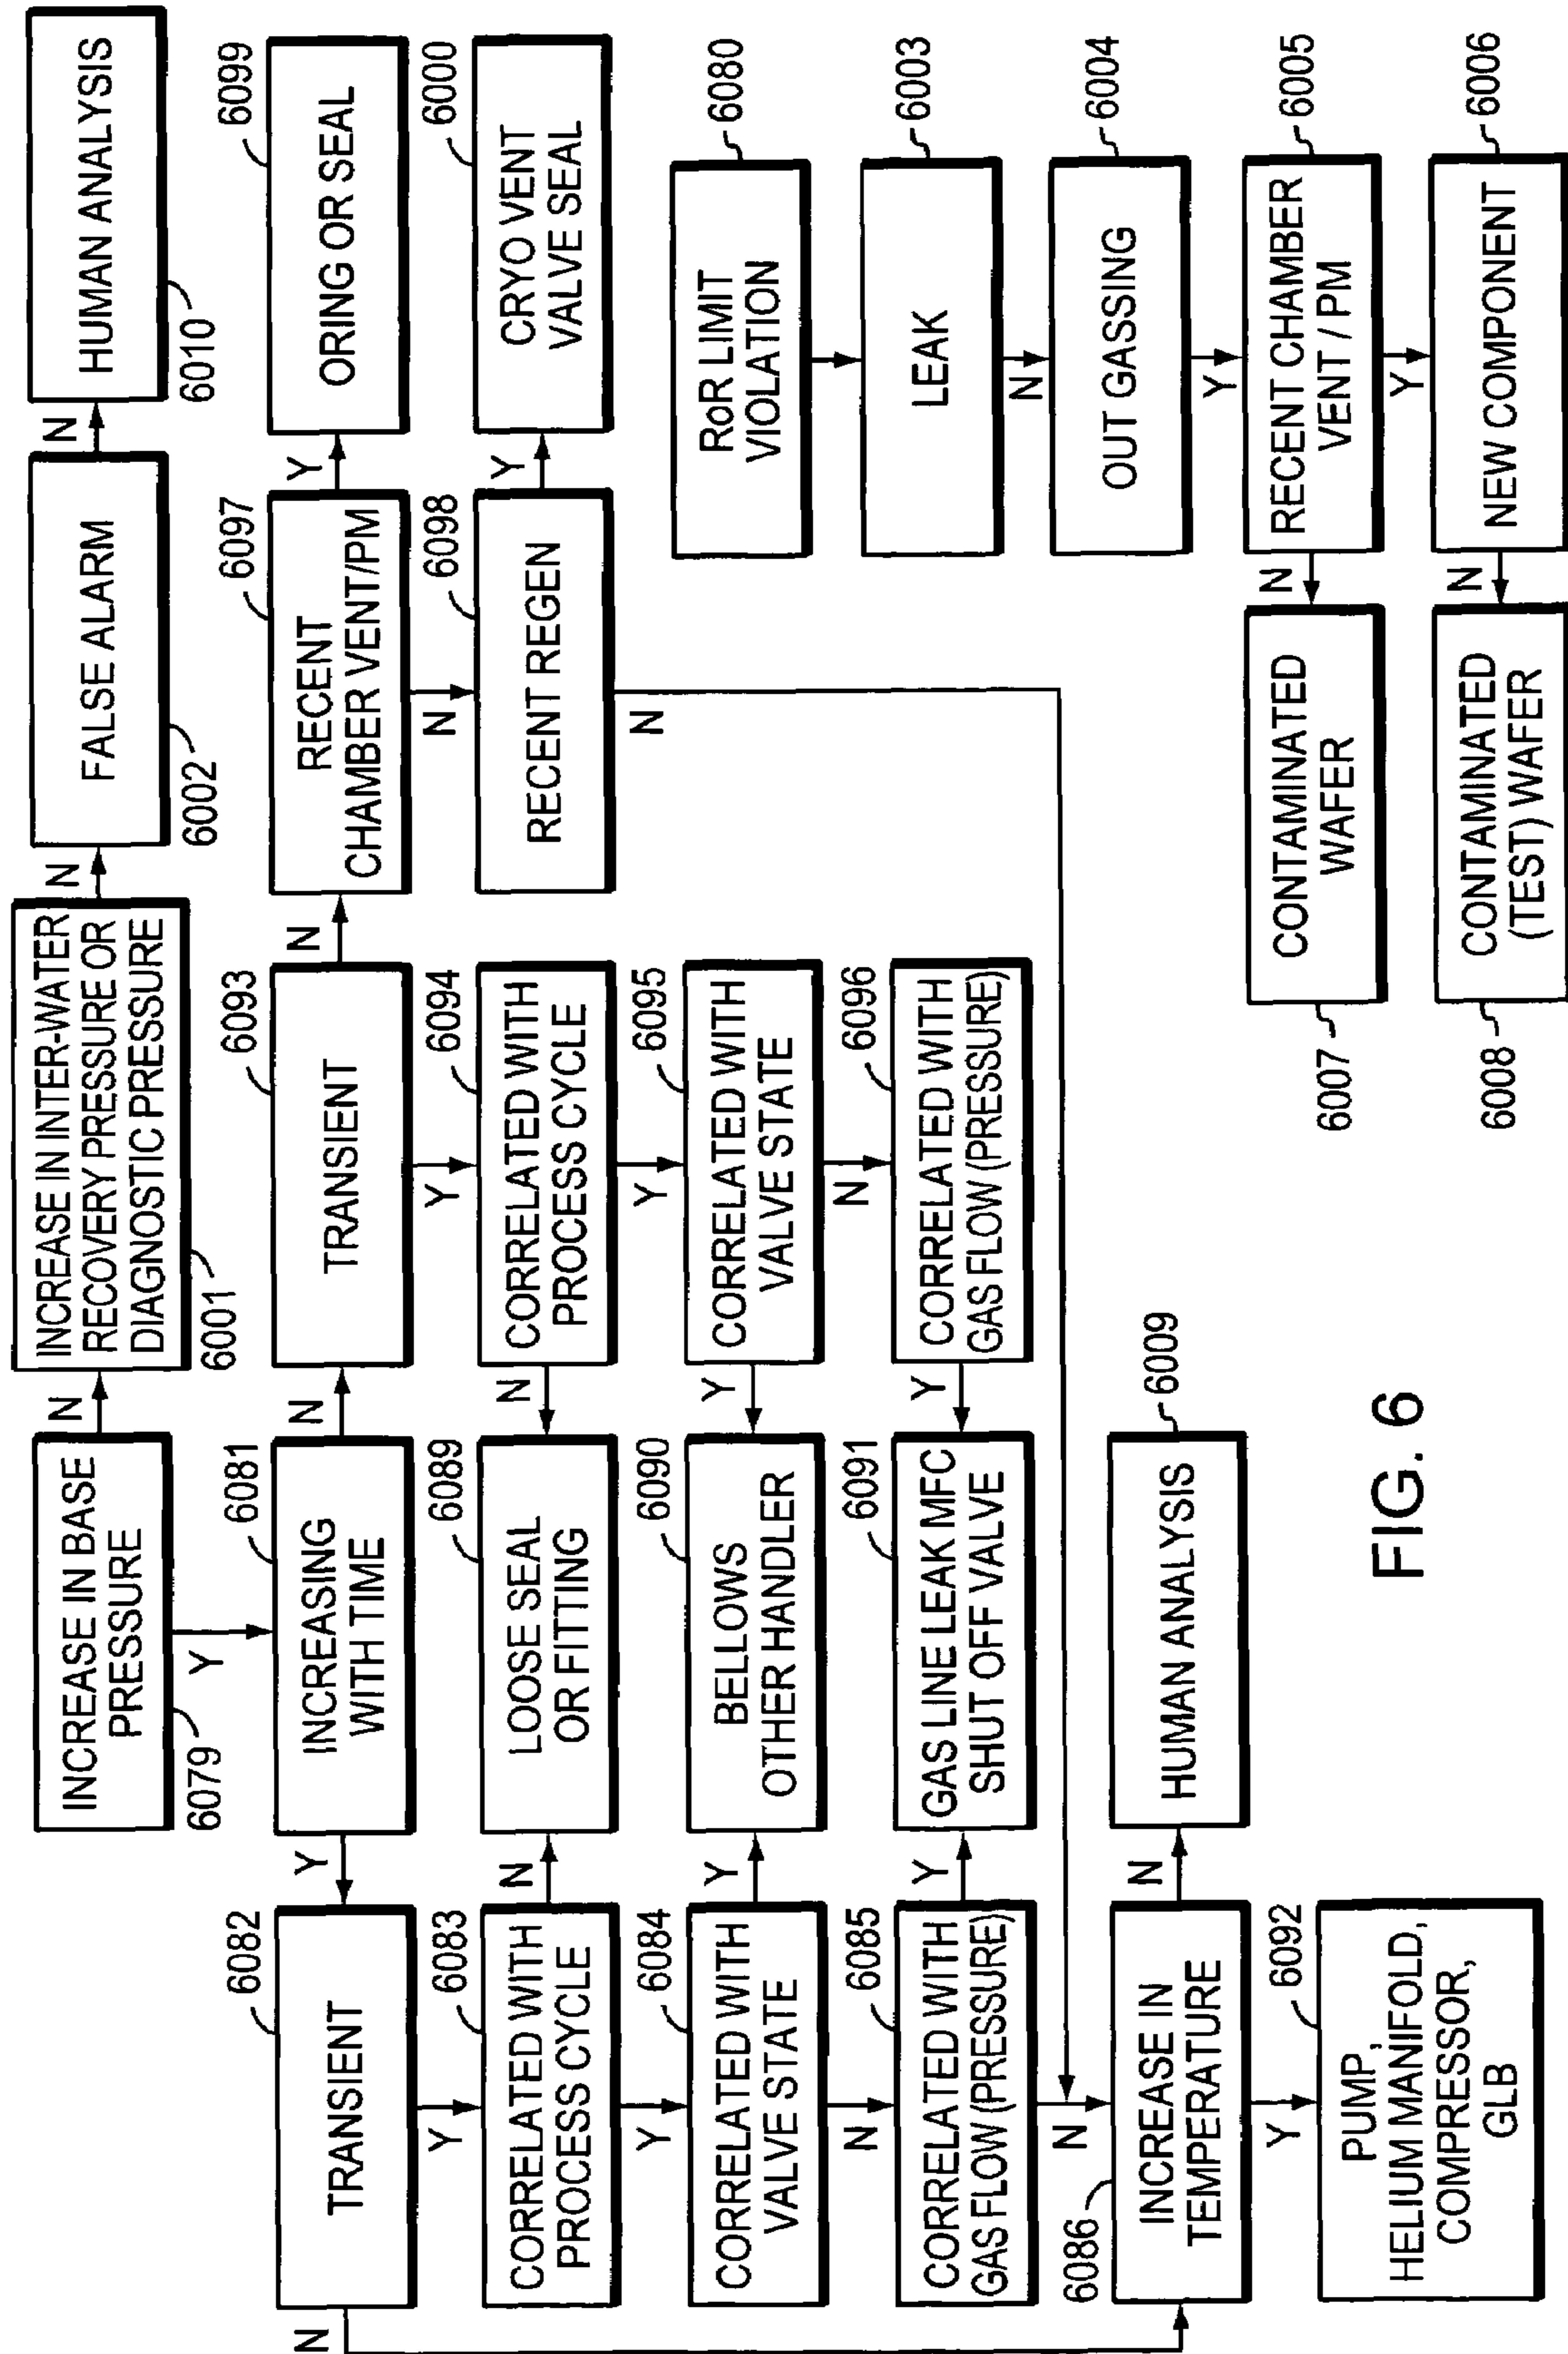 INCREASE IN BASE
PRESSURE
6079
N
Y
INCREASE IN INTER-WATER
RECOVERY PRESSURE OR
DIAGNOSTIC PRESSURE
6001
N
FALSE ALARM
6002
N
HUMAN ANALYSIS
6010
6082
TRANSIENT
N
Y
Y
6081
INCREASING
WITH TIME
N
6093
TRANSIENT
N
Y
6097
RECENT
CHAMBER VENT/PM
Y
N
6099
ORING OR SEAL
6083
CORRELATED WITH
PROCESS CYCLE
N
Y
6089
LOOSE SEAL
OR FITTING
N
6094
CORRELATED WITH
PROCESS CYCLE
Y
6098
RECENT REGEN
Y
N
6000
CRYO VENT
VALVE SEAL
6084
CORRELATED WITH
VALVE STATE
Y
N
6090
BELLOWS
OTHER HANDLER
Y
6095
CORRELATED WITH
VALVE STATE
N
6085
CORRELATED WITH
GAS FLOW (PRESSURE)
Y
N
6091
GAS LINE LEAK MFC
SHUT OFF VALVE
Y
6096
CORRELATED WITH
GAS FLOW (PRESSURE)
6086
INCREASE IN
TEMPERATURE
N
Y
HUMAN ANALYSIS
6009
6092
PUMP,
HELIUM MANIFOLD,
COMPRESSOR,
GLB
RoR LIMIT
VIOLATION
6080
LEAK
6003
N
OUT GASSING
6004
Y
RECENT CHAMBER
VENT / PM
6005
N
Y
6007
CONTAMINATED
WAFER
NEW COMPONENT
6006
N
6008
CONTAMINATED
(TEST) WAFER
FIG. 6